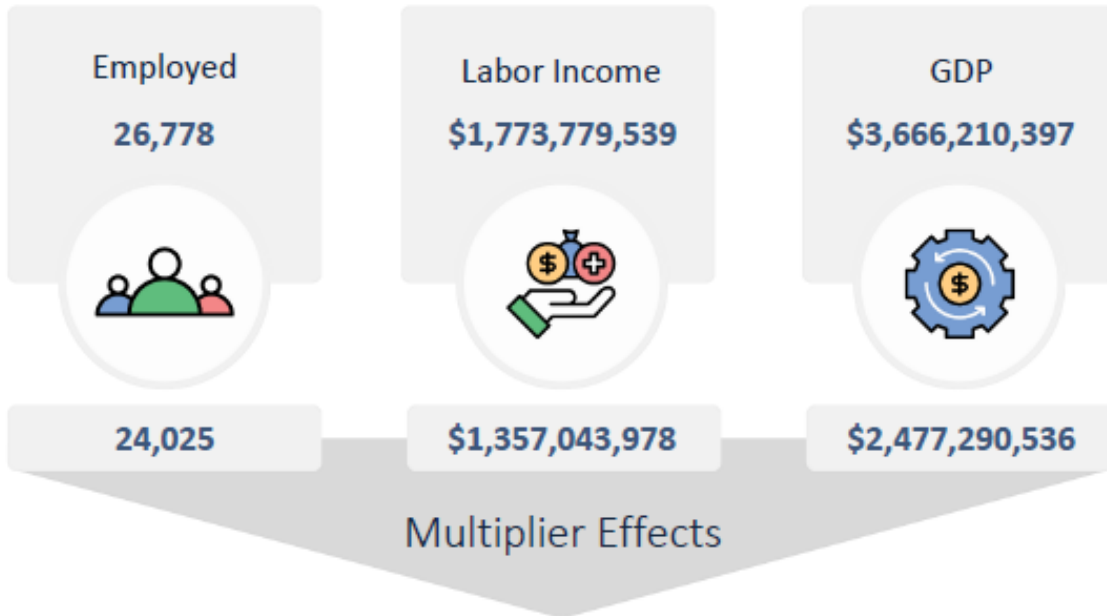 Employed
26,778
Labor Income
$1,773,779,539
GDP
$3,666,210,397
$
$
24,025
$1,357,043,978
$2,477,290,536
Multiplier Effects